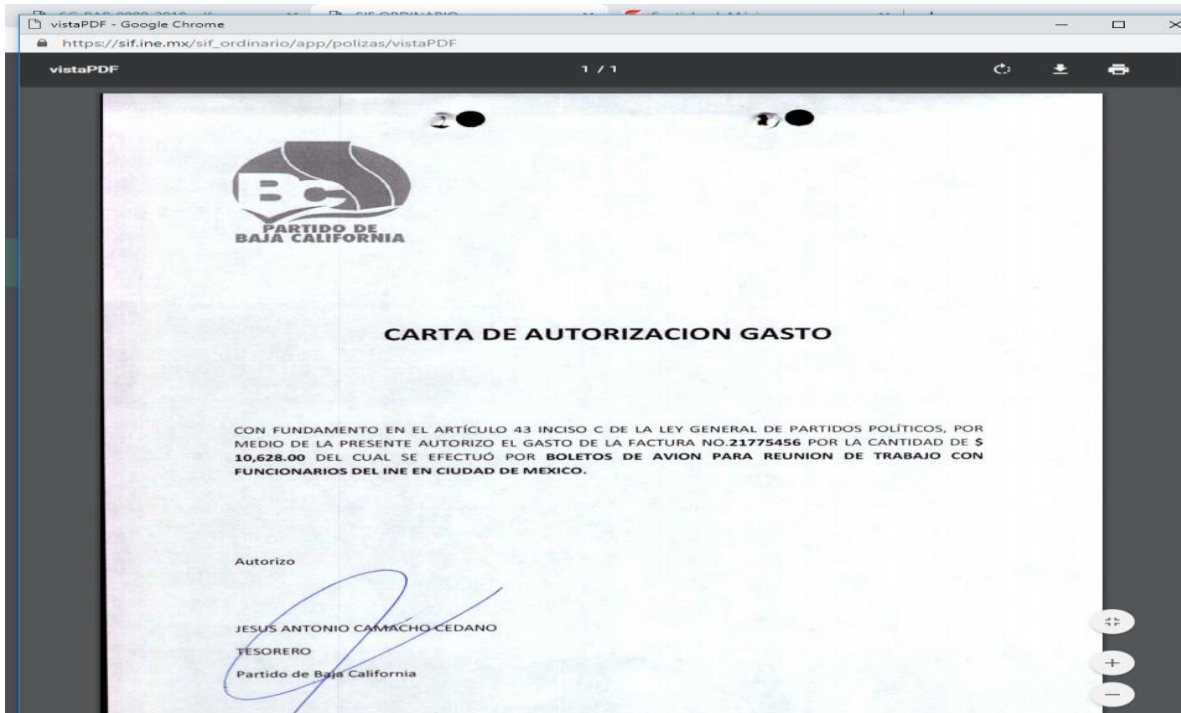 vistaPDF - Google Chrome
https://sif.ine.mx/sif_ordinario/app/polizas/vistaPDF
vistaPDF
1 / 1
BC
PARTIDO DE
BAJA CALIFORNIA
CARTA DE AUTORIZACION GASTO
CON FUNDAMENTO EN EL ARTÍCULO 43 INCISO C DE LA LEY GENERAL DE PARTIDOS POLÍTICOS, POR
MEDIO DE LA PRESENTE AUTORIZO EL GASTO DE LA FACTURA NO.21775456 POR LA CANTIDAD DE $
10,628.00 DEL CUAL SE EFECTUÓ POR BOLETOS DE AVION PARA REUNION DE TRABAJO CON
FUNCIONARIOS DEL INE EN CIUDAD DE MEXICO.
Autorizo
JESUS ANTONIO CAMACHO CEDANO
TESORERO
Partido de Baja California